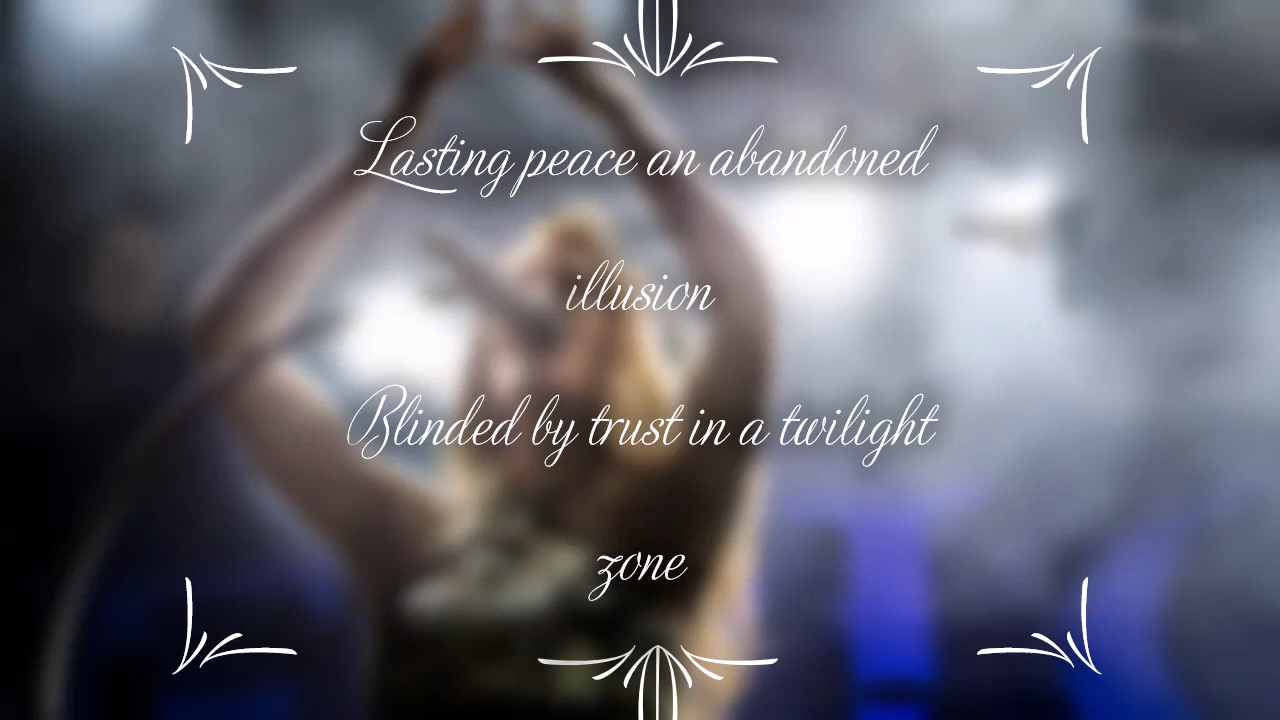 Lasting peace an abandoned
illusion
Blinded by trust in a twilight
zone